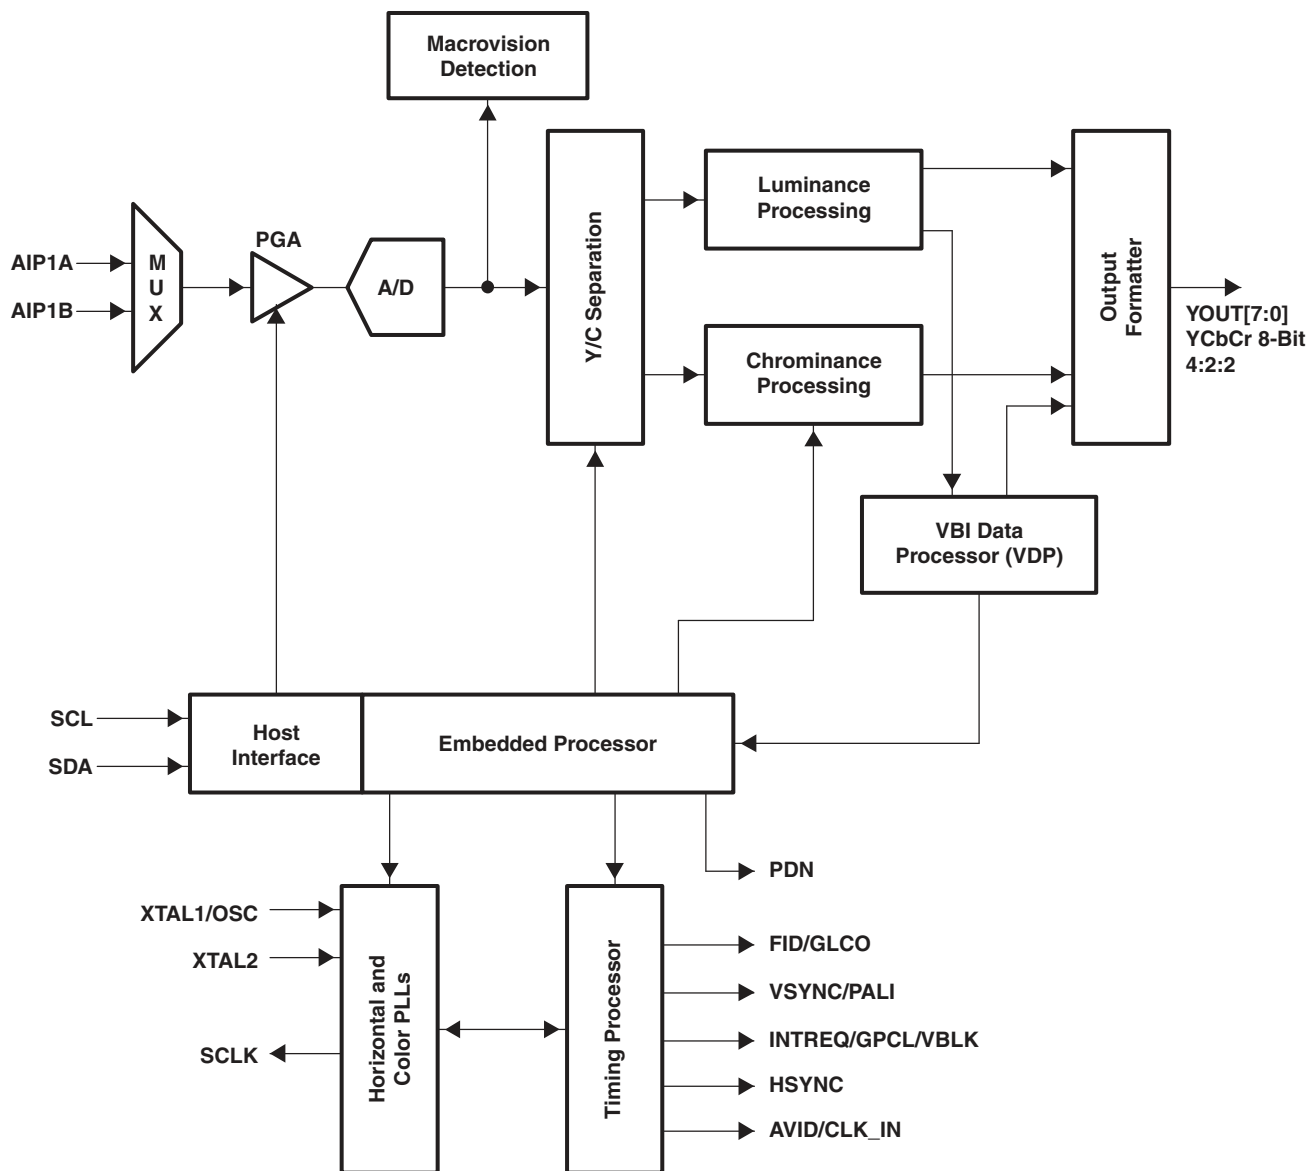 Macrovision
Detection
AIP1A
AIP1B
M
U
X
PGA
A/D
Y/C Separation
Luminance
Processing
Chrominance
Processing
Output
Formatter
YOUT[7:0]
YCbCr 8-Bit
4:2:2
VBI Data
Processor (VDP)
SCL
SDA
Host
Interface
Embedded Processor
PDN
XTAL1/OSC
XTAL2
SCLK
Horizontal and
Color PLLs
Timing Processor
FID/GLCO
VSYNC/PALI
INTREQ/GPCL/VBLK
HSYNC
AVID/CLK_IN